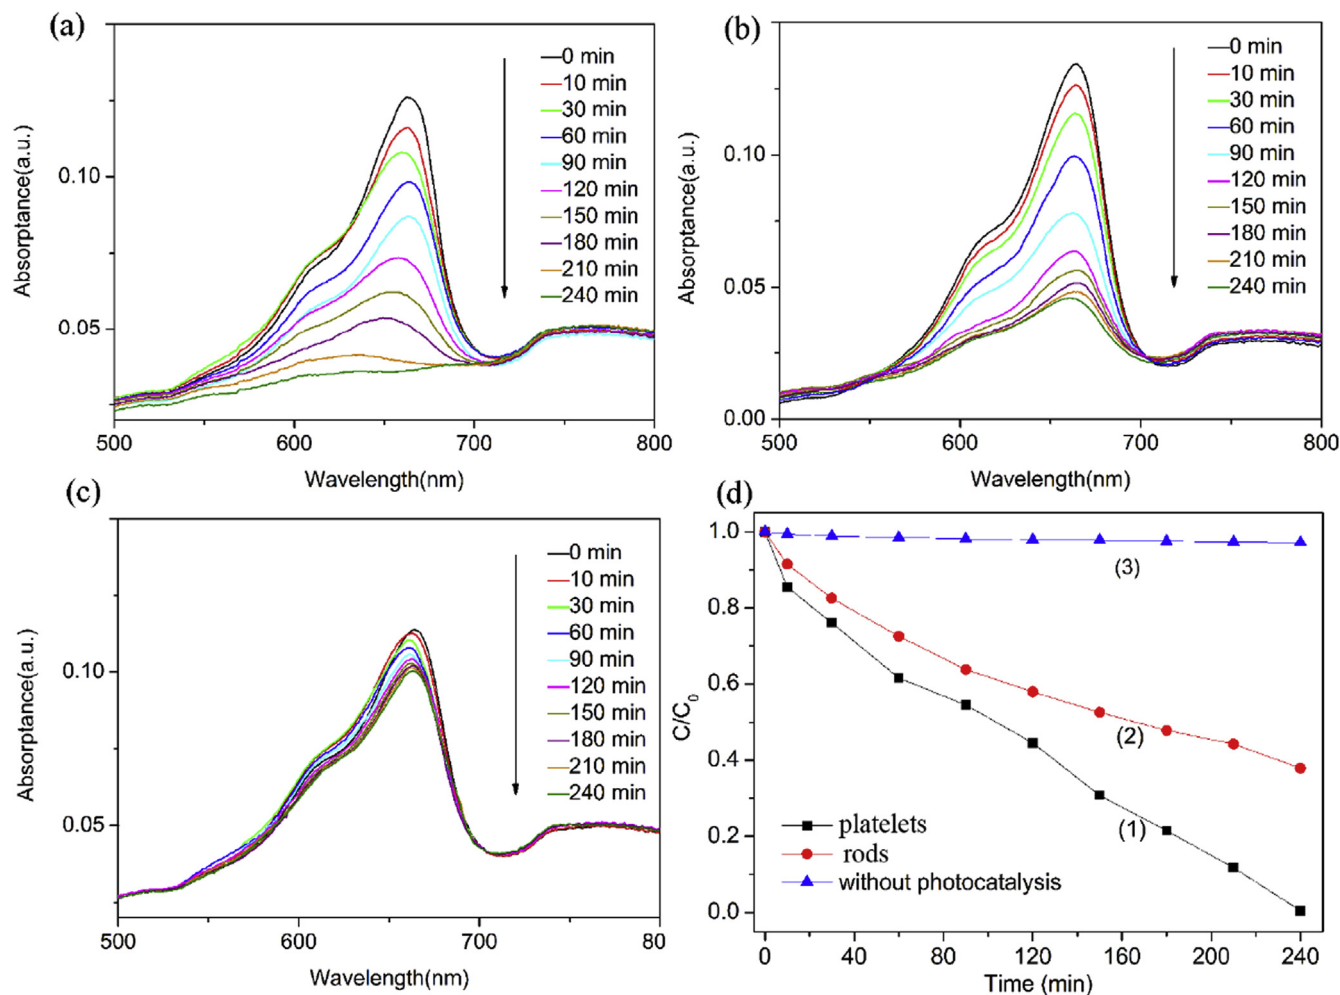 (a)
0 min
10 min
30 min
60 min
90 min
120 min
150 min
180 min
210 min
240 min
0.10
0.05
Absorptance(a.u.)
500
600
700
800
Wavelength(nm)
(b)
0 min
10 min
30 min
60 min
90 min
120 min
150 min
180 min
210 min
240 min
0.10
0.05
0.00
Absorptance(a.u.)
500
600
700
800
Wavelength(nm)
(c)
0 min
10 min
30 min
60 min
90 min
120 min
150 min
180 min
210 min
240 min
0.10
0.05
Absorptance(a.u.)
500
600
700
80
Wavelength(nm)
(d)
1.0
0.8
0.6
0.4
0.2
0.0
C/C0
(3)
(2)
(1)
platelets
rods
without photocatalysis
0
40
80
120
160
200
240
Time (min)